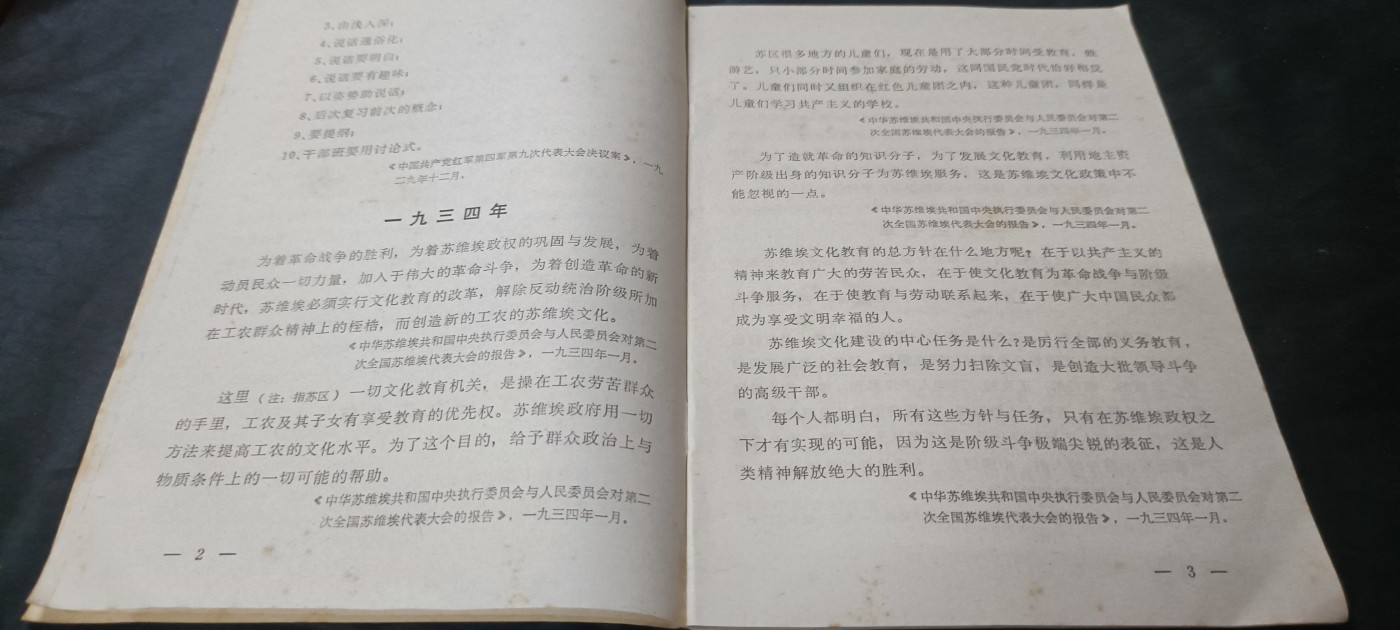 3、由浅入深；
4、说话通俗化；
5、说话要明白；
6、说话要有趣味；
7、以姿势助说话；
8、后次复习前次的概念；
9、要提纲；
10、干部班要用讨论式。
《中国共产党红军第四军第九次代表大会决议案》，一九
二九年十二月。
一九三四年
为着革命战争的胜利，为着苏维埃政权的巩固与发展，为着
动员民众一切力量，加入于伟大的革命斗争，为着创造革命的新
时代，苏维埃必须实行文化教育的改革，解除反动统治阶级所加
在工农群众精神上的桎梏，而创造新的工农的苏维埃文化。
《中华苏维埃共和国中央执行委员会与人民委员会对第二
次全国苏维埃代表大会的报告》，一九三四年一月。
这里（注：指苏区）一切文化教育机关，是操在工农劳苦群众
的手里，工农及其子女有享受教育的优先权。苏维埃政府用一切
方法来提高工农的文化水平。为了这个目的，给予群众政治上与
物质条件上的一切可能的帮助。
《中华苏维埃共和国中央执行委员会与人民委员会对第二
次全国苏维埃代表大会的报告》，一九三四年一月。
— 2 —
苏区很多地方的儿童们，现在是用了大部分时间受教育，做
游艺，只小部分时间参加家庭的劳动，这同国民党时代恰好相反
了。儿童们同时又组织在红色儿童团之内，这种儿童团，同样是
儿童们学习共产主义的学校。
《中华苏维埃共和国中央执行委员会与人民委员会对第二
次全国苏维埃代表大会的报告》，一九三四年一月。
为了造就革命的知识分子，为了发展文化教育，利用地主资
产阶级出身的知识分子为苏维埃服务，这是苏维埃文化政策中不
能忽视的一点。
《中华苏维埃共和国中央执行委员会与人民委员会对第二
次全国苏维埃代表大会的报告》，一九三四年一月。
苏维埃文化教育的总方针在什么地方呢？在于以共产主义的
精神来教育广大的劳苦民众，在于使文化教育为革命战争与阶级
斗争服务，在于使教育与劳动联系起来，在于使广大中国民众都
成为享受文明幸福的人。
苏维埃文化建设的中心任务是什么？是厉行全部的义务教育，
是发展广泛的社会教育，是努力扫除文盲，是创造大批领导斗争
的高级干部。
每个人都明白，所有这些方针与任务，只有在苏维埃政权之
下才有实现的可能，因为这是阶级斗争极端尖锐的表征，这是人
类精神解放绝大的胜利。
《中华苏维埃共和国中央执行委员会与人民委员会对第二
次全国苏维埃代表大会的报告》，一九三四年一月。
— 3 —